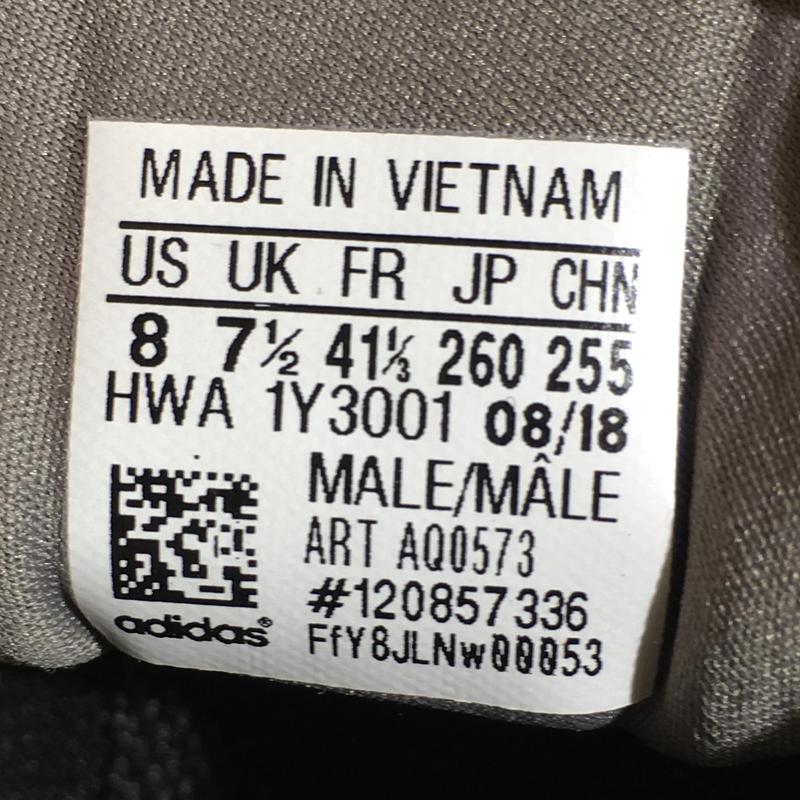 MADE IN VIETNAM
US UK FR JP CHN
8 7½ 41⅓ 260 255
HWA 1Y3001 08/18
MALE/MÂLE
ART AQ0573
#120857336
adidas®
FfY8JLNw00053